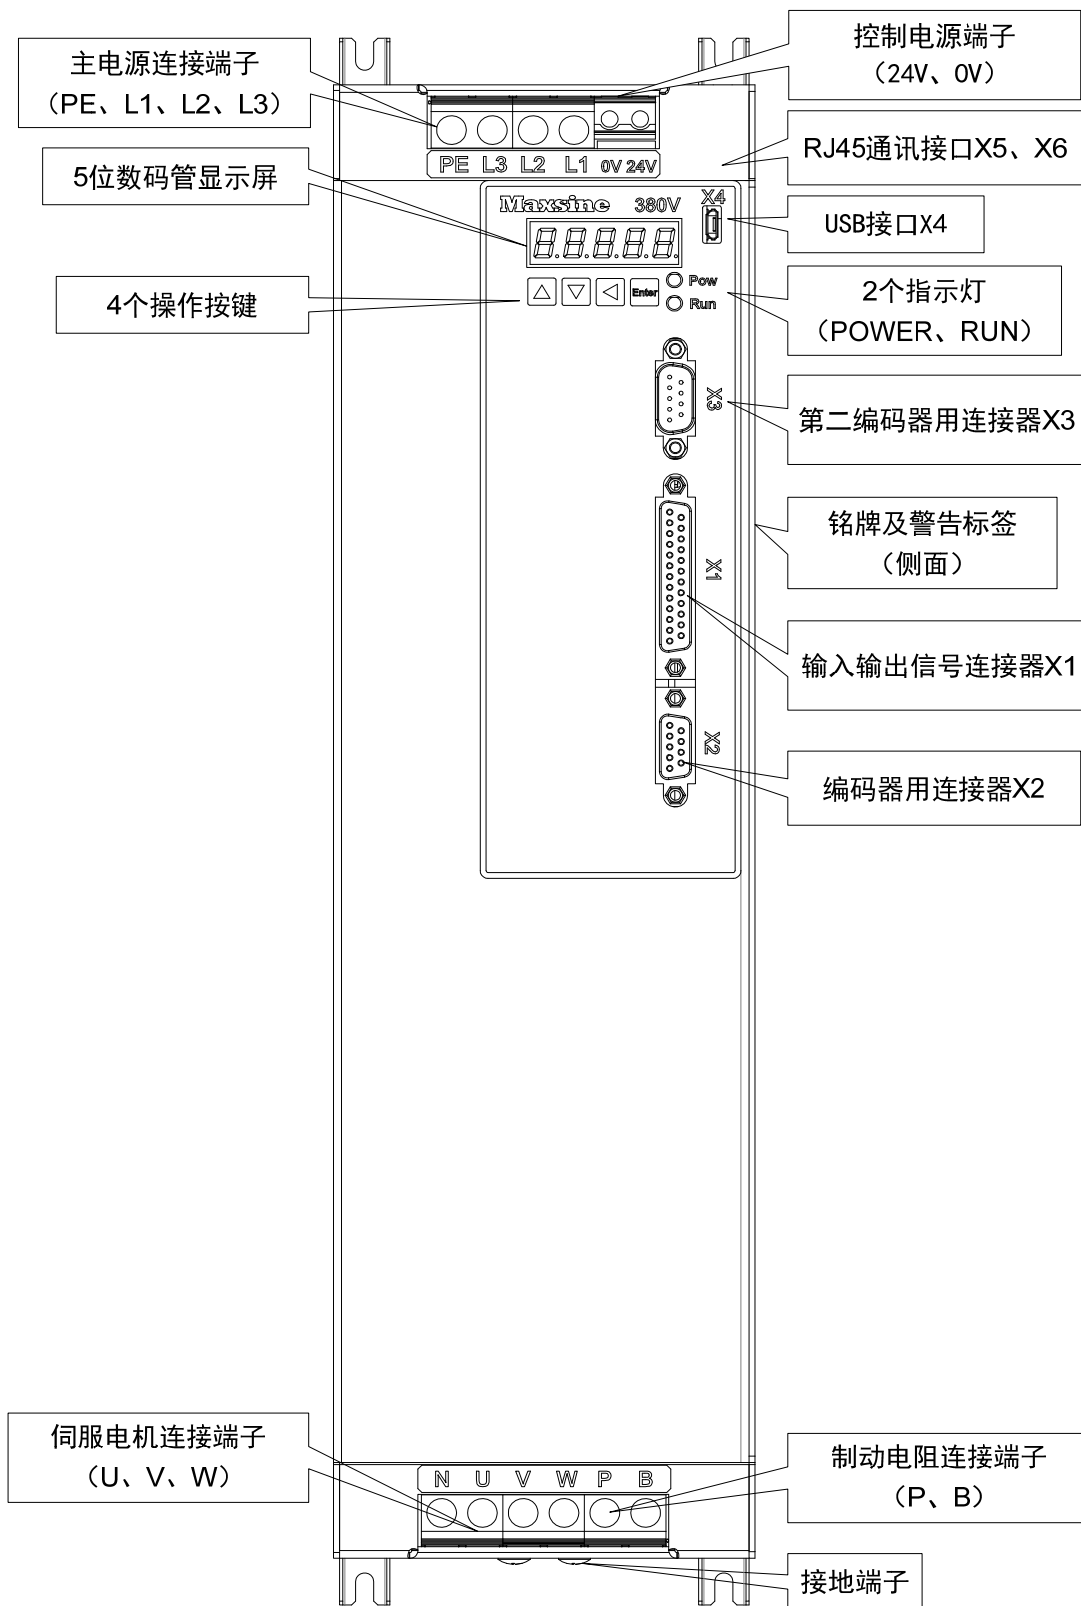 主电源连接端子
（PE、L1、L2、L3）
控制电源端子
（24V、0V）
PE L3 L2 L1 0V 24V
RJ45通讯接口X5、X6
5位数码管显示屏
Maxsine 380V X4
USB接口X4
8.8.8.8.8.
4个操作按键
Enter
Pow
Run
2个指示灯
（POWER、RUN）
X3
第二编码器用连接器X3
铭牌及警告标签
（侧面）
X1
输入输出信号连接器X1
X2
编码器用连接器X2
伺服电机连接端子
（U、V、W）
N U V W P B
制动电阻连接端子
（P、B）
接地端子